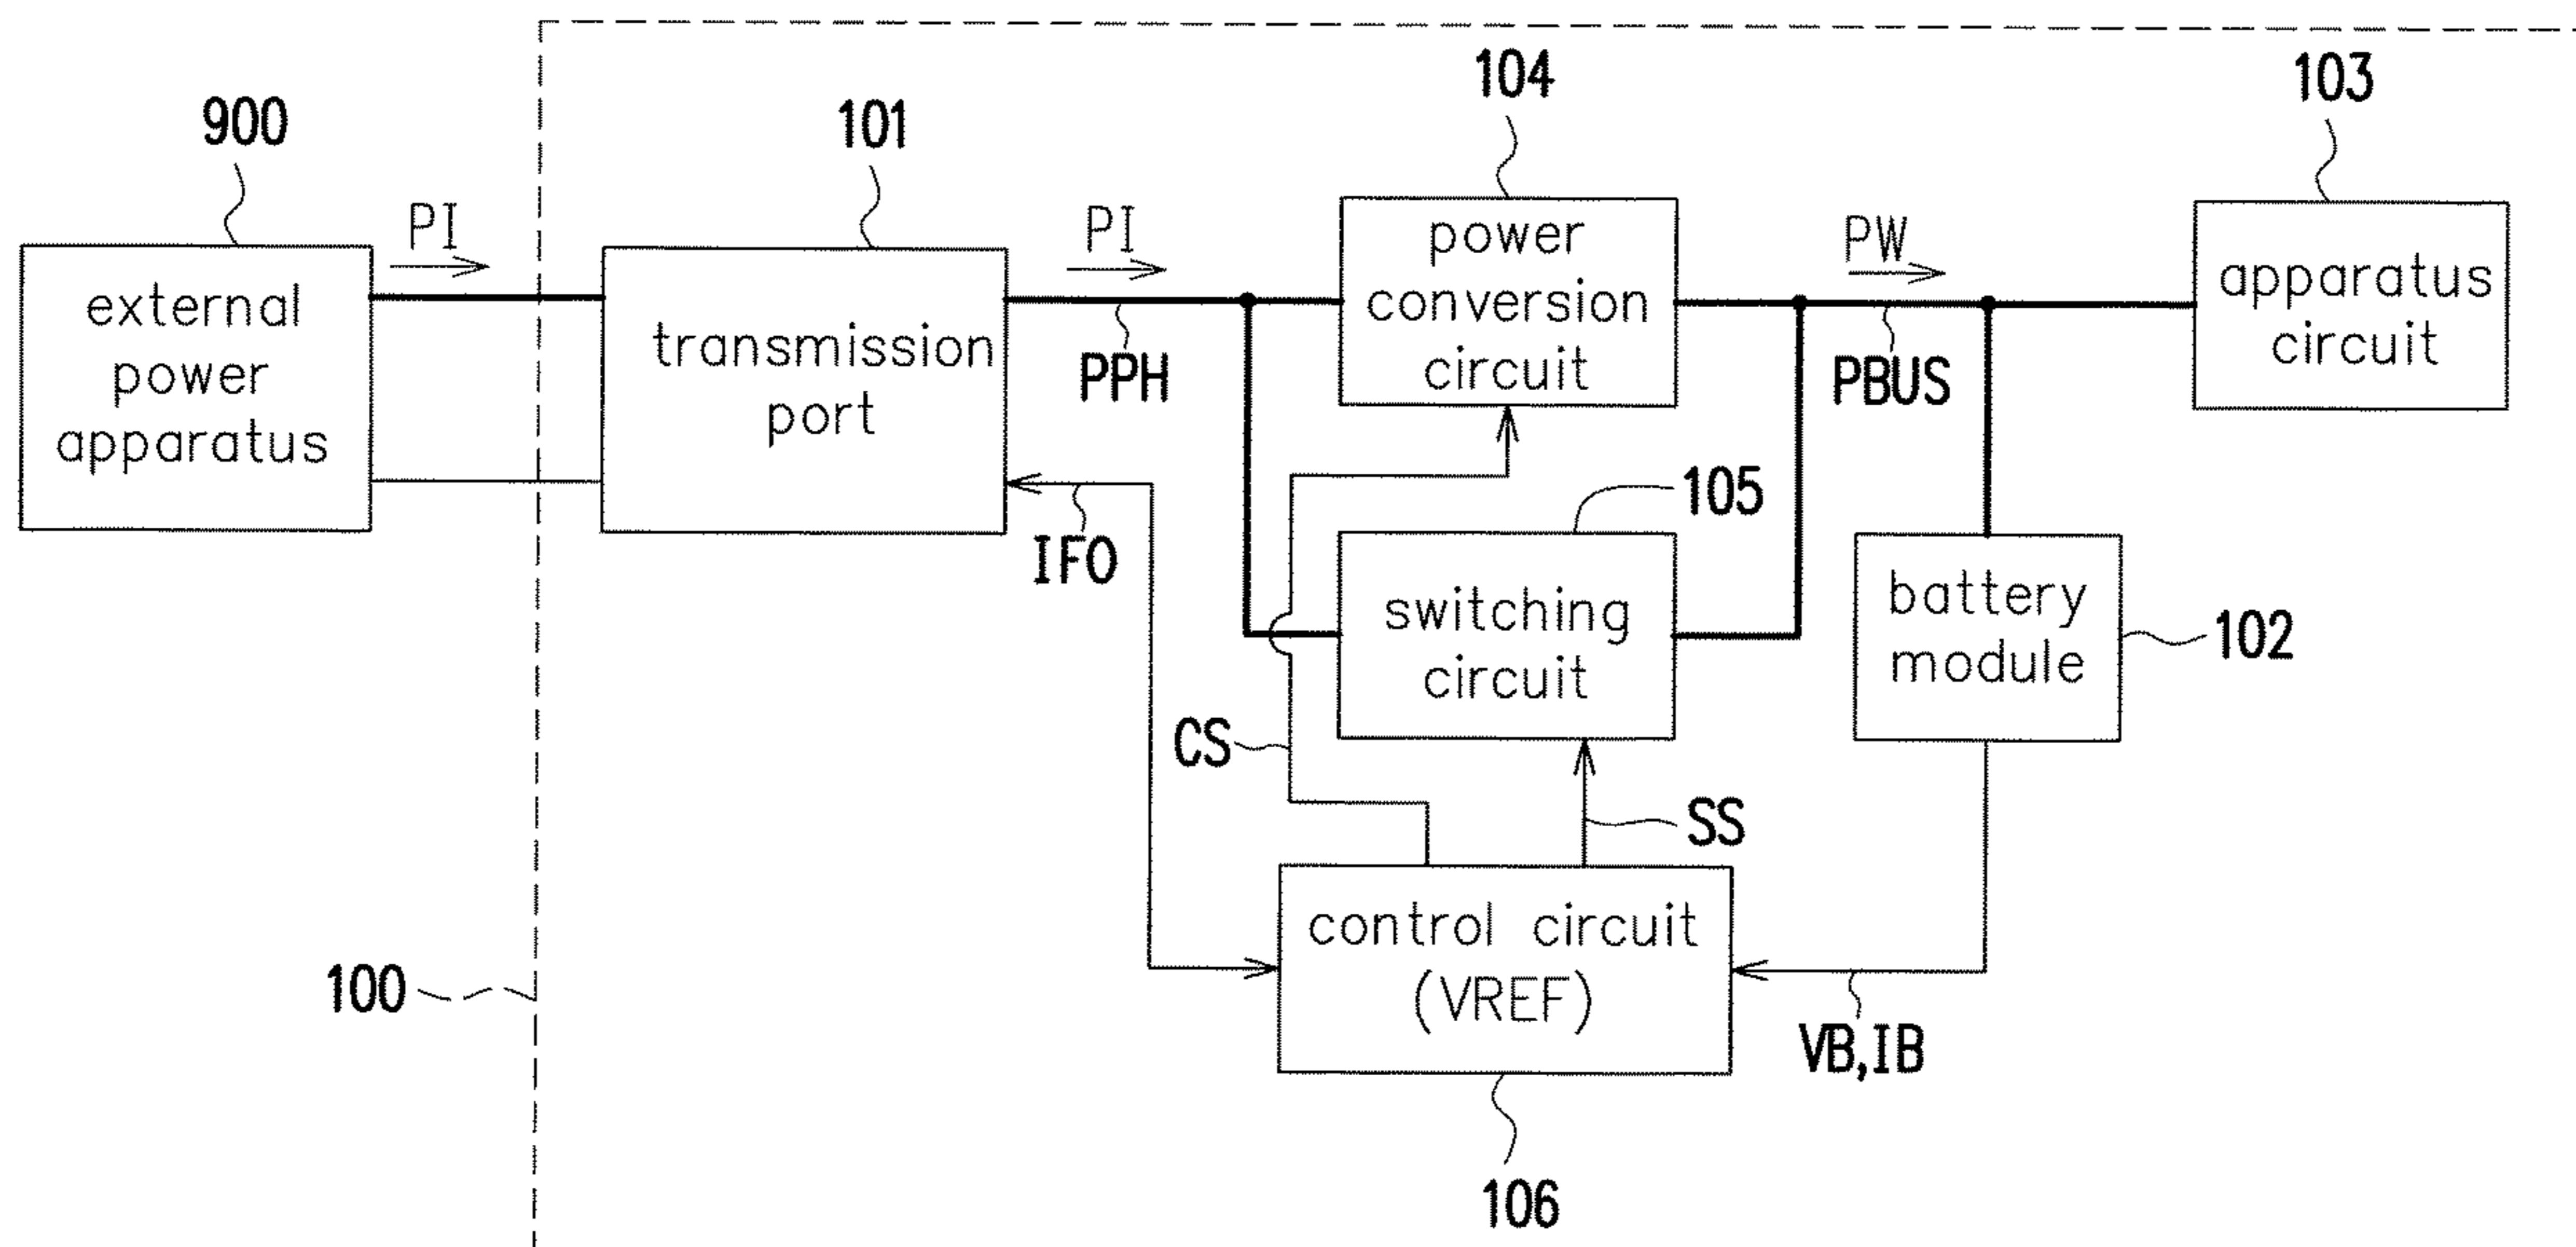 104
103
900
101
PI
PI
PW
external
power
apparatus
transmission
port
power
conversion
circuit
apparatus
circuit
PPH
PBUS
105
IFO
switching
circuit
battery
module
102
CS
SS
control circuit
(VREF)
100
VB,IB
106